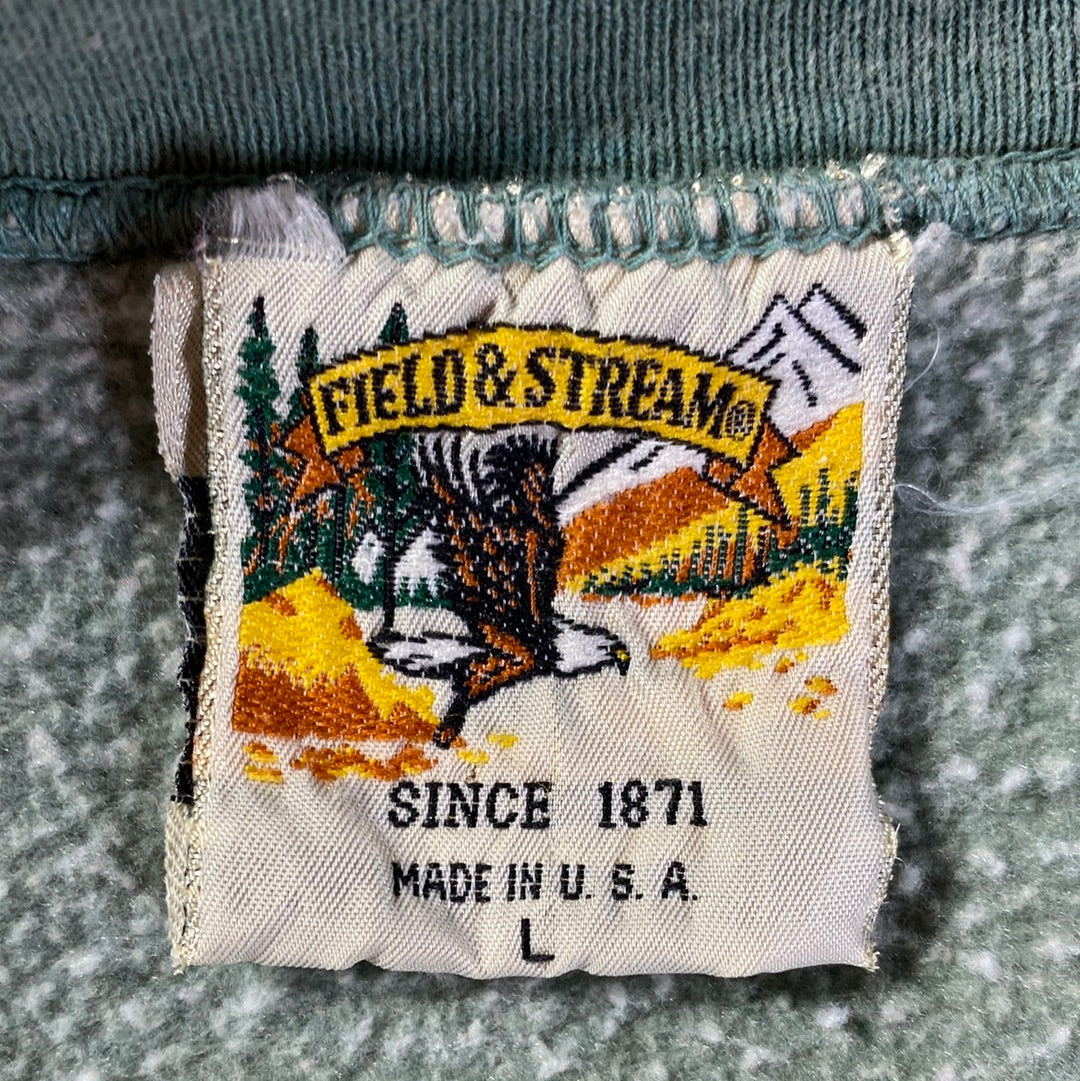 FIELD & STREAM®
SINCE 1871
MADE IN U. S. A.
L